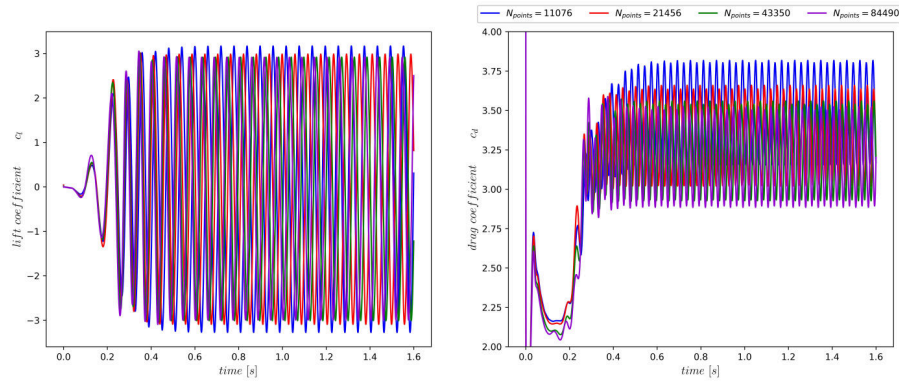 N_points = 11076 N_points = 21456 N_points = 43350 N_points = 84490
3
2
1
0
−1
−2
−3
lift coefficient c_l
0.0 0.2 0.4 0.6 0.8 1.0 1.2 1.4 1.6
time [s]
4.00
3.75
3.50
3.25
3.00
2.75
2.50
2.25
2.00
drag coefficient c_d
0.0 0.2 0.4 0.6 0.8 1.0 1.2 1.4 1.6
time [s]